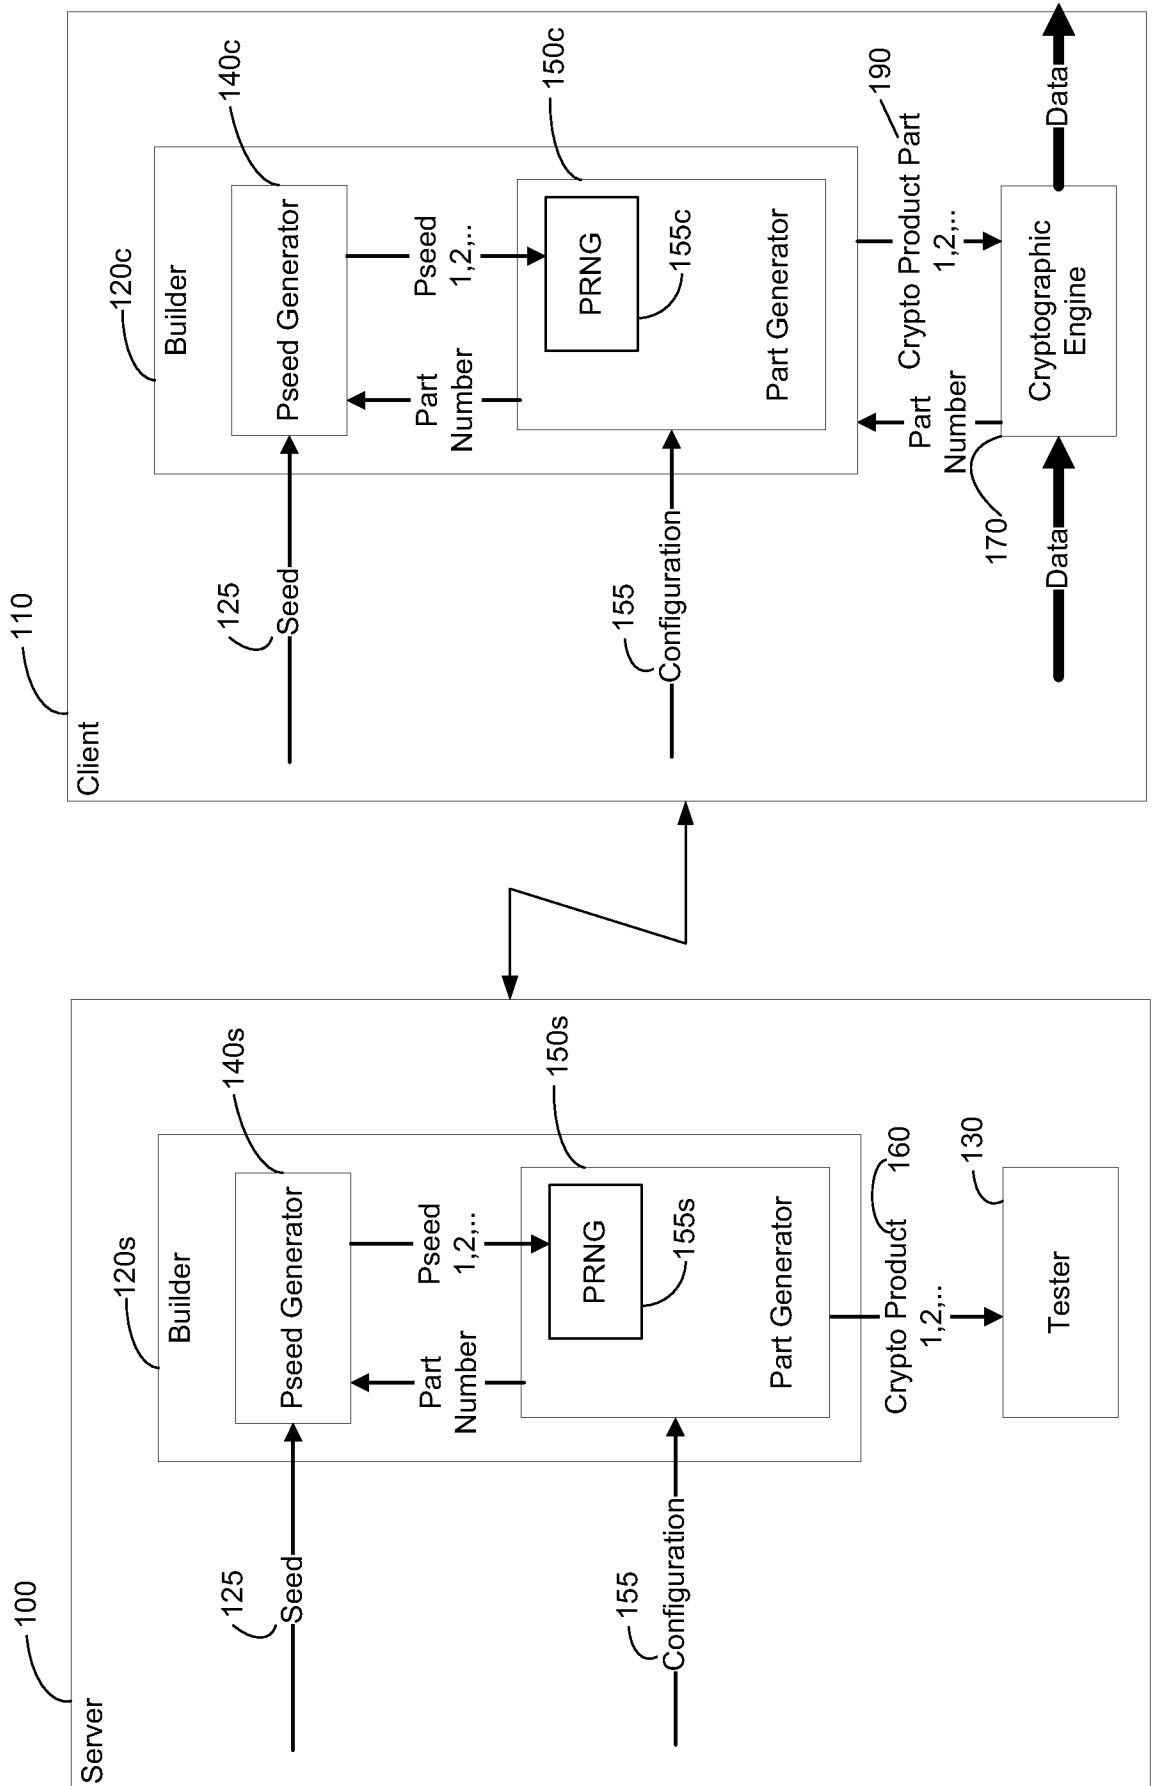 100
Server
120s
Builder
140s
125
Seed
Pseed Generator
Part
Number
Pseed
1,2,..
150s
PRNG
155s
155
Configuration
Part Generator
Crypto Product
1,2,..
160
130
Tester
110
Client
120c
Builder
140c
125
Seed
Pseed Generator
Part
Number
Pseed
1,2,..
150c
PRNG
155c
155
Configuration
Part Generator
Part
Number
170
Crypto Product Part
1,2,..
190
Data
Cryptographic
Engine
Data